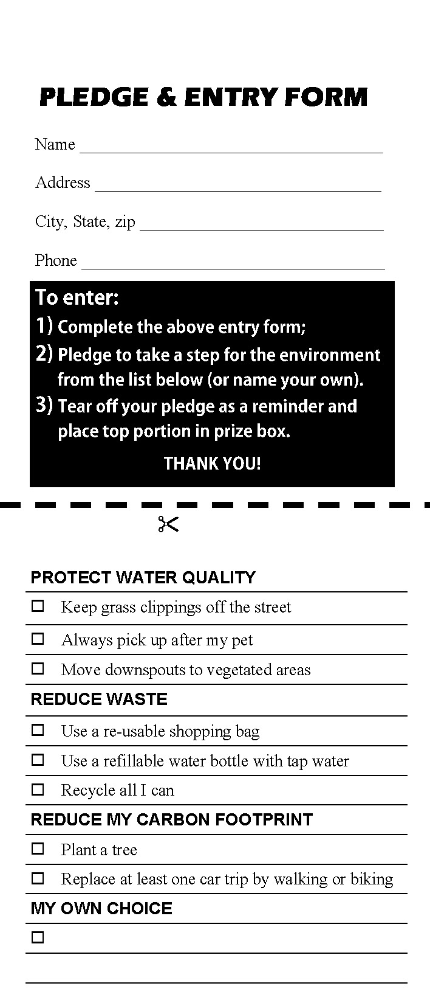 PLEDGE & ENTRY FORM
Name
Address
City, State, zip
Phone
To enter:
1) Complete the above entry form;
2) Pledge to take a step for the environment
from the list below (or name your own).
3) Tear off your pledge as a reminder and
place top portion in prize box.
THANK YOU!
PROTECT WATER QUALITY
Keep grass clippings off the street
Always pick up after my pet
Move downspouts to vegetated areas
REDUCE WASTE
Use a re-usable shopping bag
Use a refillable water bottle with tap water
Recycle all I can
REDUCE MY CARBON FOOTPRINT
Plant a tree
Replace at least one car trip by walking or biking
MY OWN CHOICE